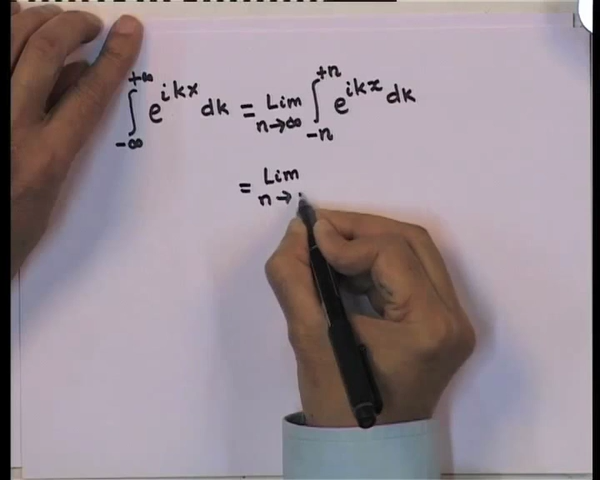 ∫_{-∞}^{+∞} e^{ikx} dk = Lim_{n→∞} ∫_{-n}^{+n} e^{ikx} dk
= Lim_{n→